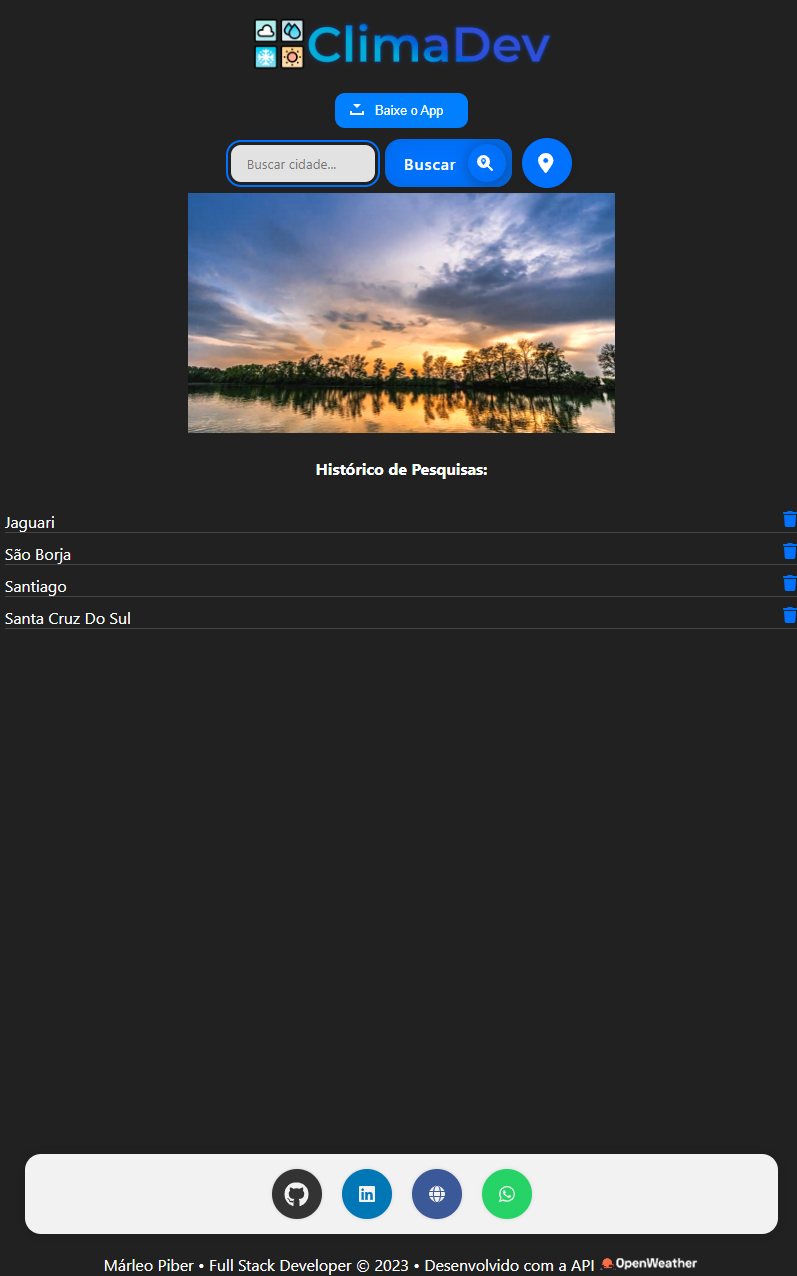 ClimaDev
Baixe o App
Buscar cidade...
Buscar
Histórico de Pesquisas:
Jaguari
São Borja
Santiago
Santa Cruz Do Sul
Márleo Piber • Full Stack Developer © 2023 • Desenvolvido com a API OpenWeather